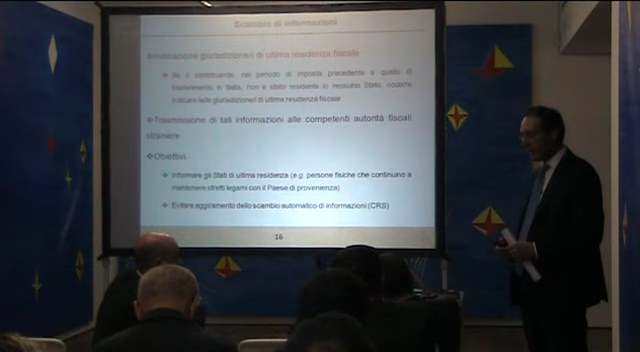 Scambio di informazioni
❖Indicazione giurisdizione/i di ultima residenza fiscale
❖ Se il contribuente, nel periodo di imposta precedente a quello di
trasferimento in Italia, non è stato residente in nessuno Stato,
indicare la/le giurisdizione/i di ultima residenza fiscale
❖Trasmissione di tali informazioni alle competenti autorità fiscali
straniere
❖Obiettivi:
❖ Informare gli Stati di ultima residenza (e.g. persone fisiche che continuino a
mantenere stretti legami con il Paese di provenienza)
❖ Evitare aggiramento dello scambio automatico di informazioni (CRS)
16